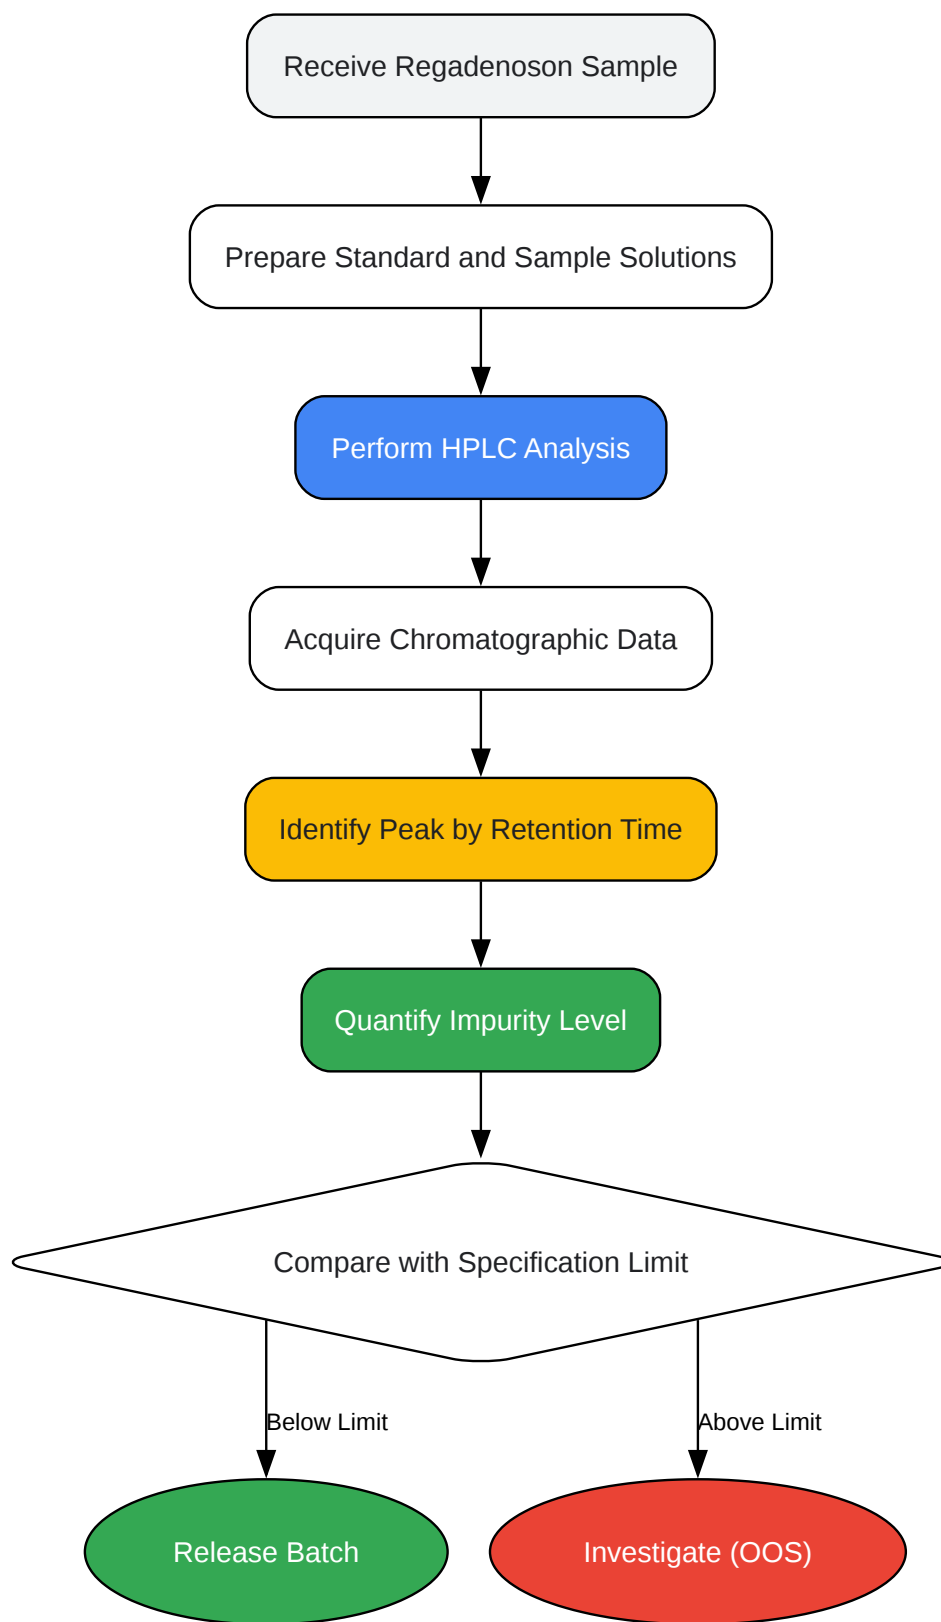 Receive Regadenoson Sample
Prepare Standard and Sample Solutions
Perform HPLC Analysis
Acquire Chromatographic Data
Identify Peak by Retention Time
Quantify Impurity Level
Compare with Specification Limit
Below Limit
Above Limit
Release Batch
Investigate (OOS)